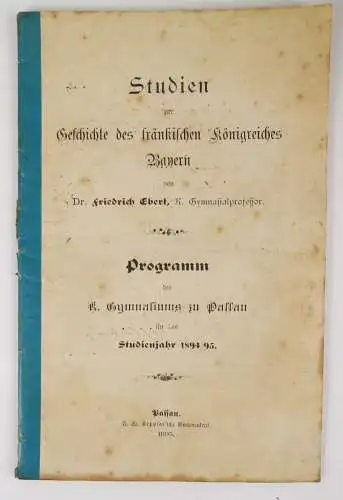 Studien
zur
Geschichte des fränkischen Königreiches
Bayern
von
Dr. Friedrich Ebert, K. Gymnasialprofessor.
Programm
des
K. Gymnasiums zu Passau
für das
Studienjahr 1894/95.
Passau.
1895.